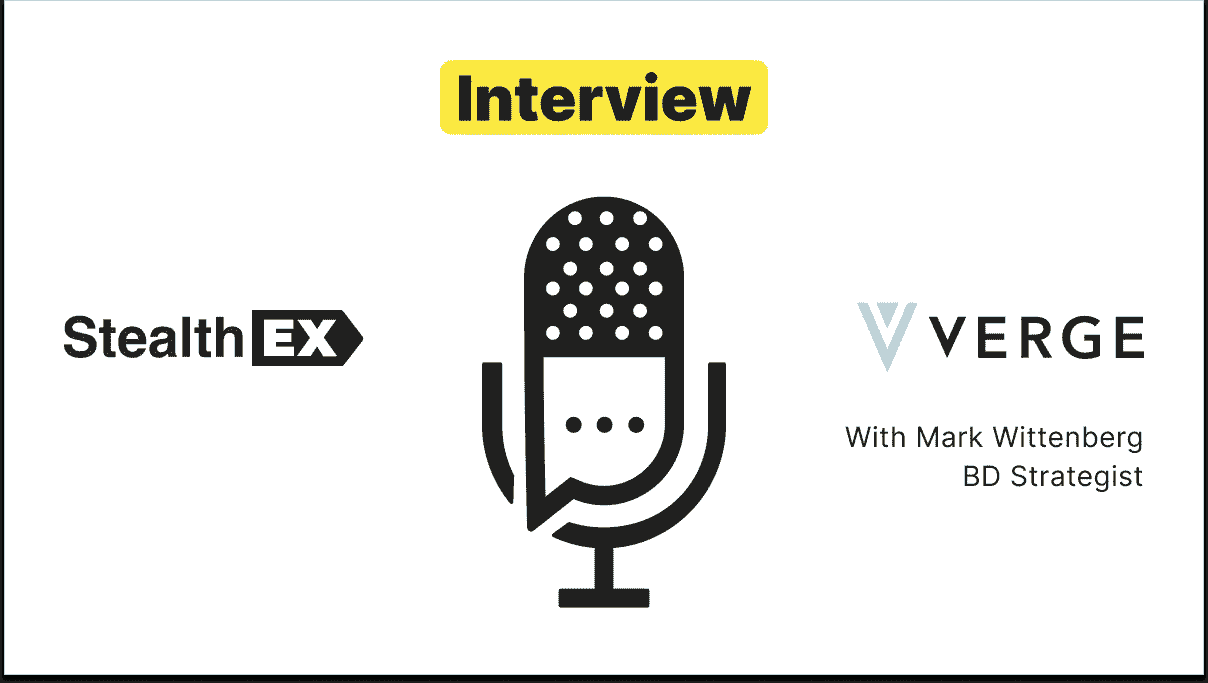 Interview
StealthEX
VERGE
With Mark Wittenberg
BD Strategist